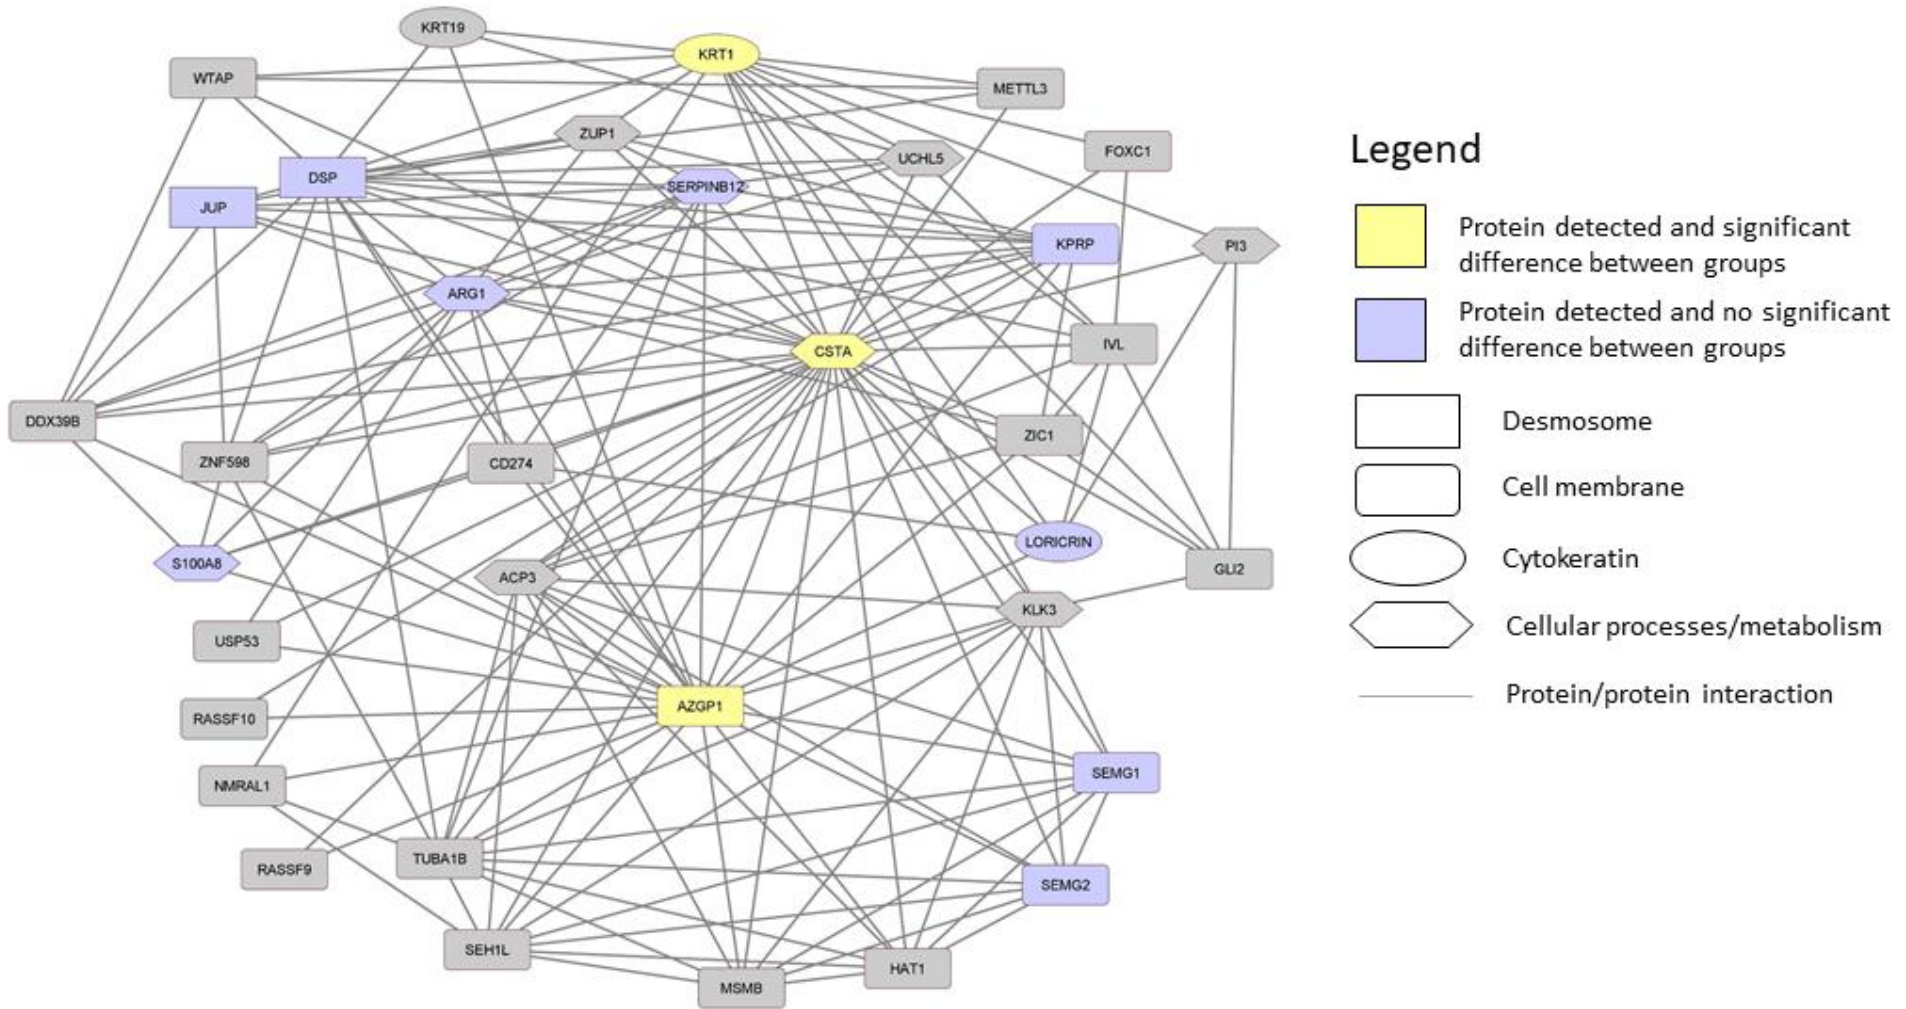 KRT19
KRT1
WTAP
METTL3
ZUP1
FOXC1
UCHL5
DSP
SERPINB12
JUP
KPRP
PI3
ARG1
CSTA
IVL
DDX39B
ZIC1
ZNF598
CD274
LORICRIN
S100A8
GLI2
ACP3
KLK3
USP53
AZGP1
RASSF10
SEMG1
NMRAL1
TUBA1B
RASSF9
SEMG2
SEH1L
HAT1
MSMB
Legend
Protein detected and significant
difference between groups
Protein detected and no significant
difference between groups
Desmosome
Cell membrane
Cytokeratin
Cellular processes/metabolism
Protein/protein interaction